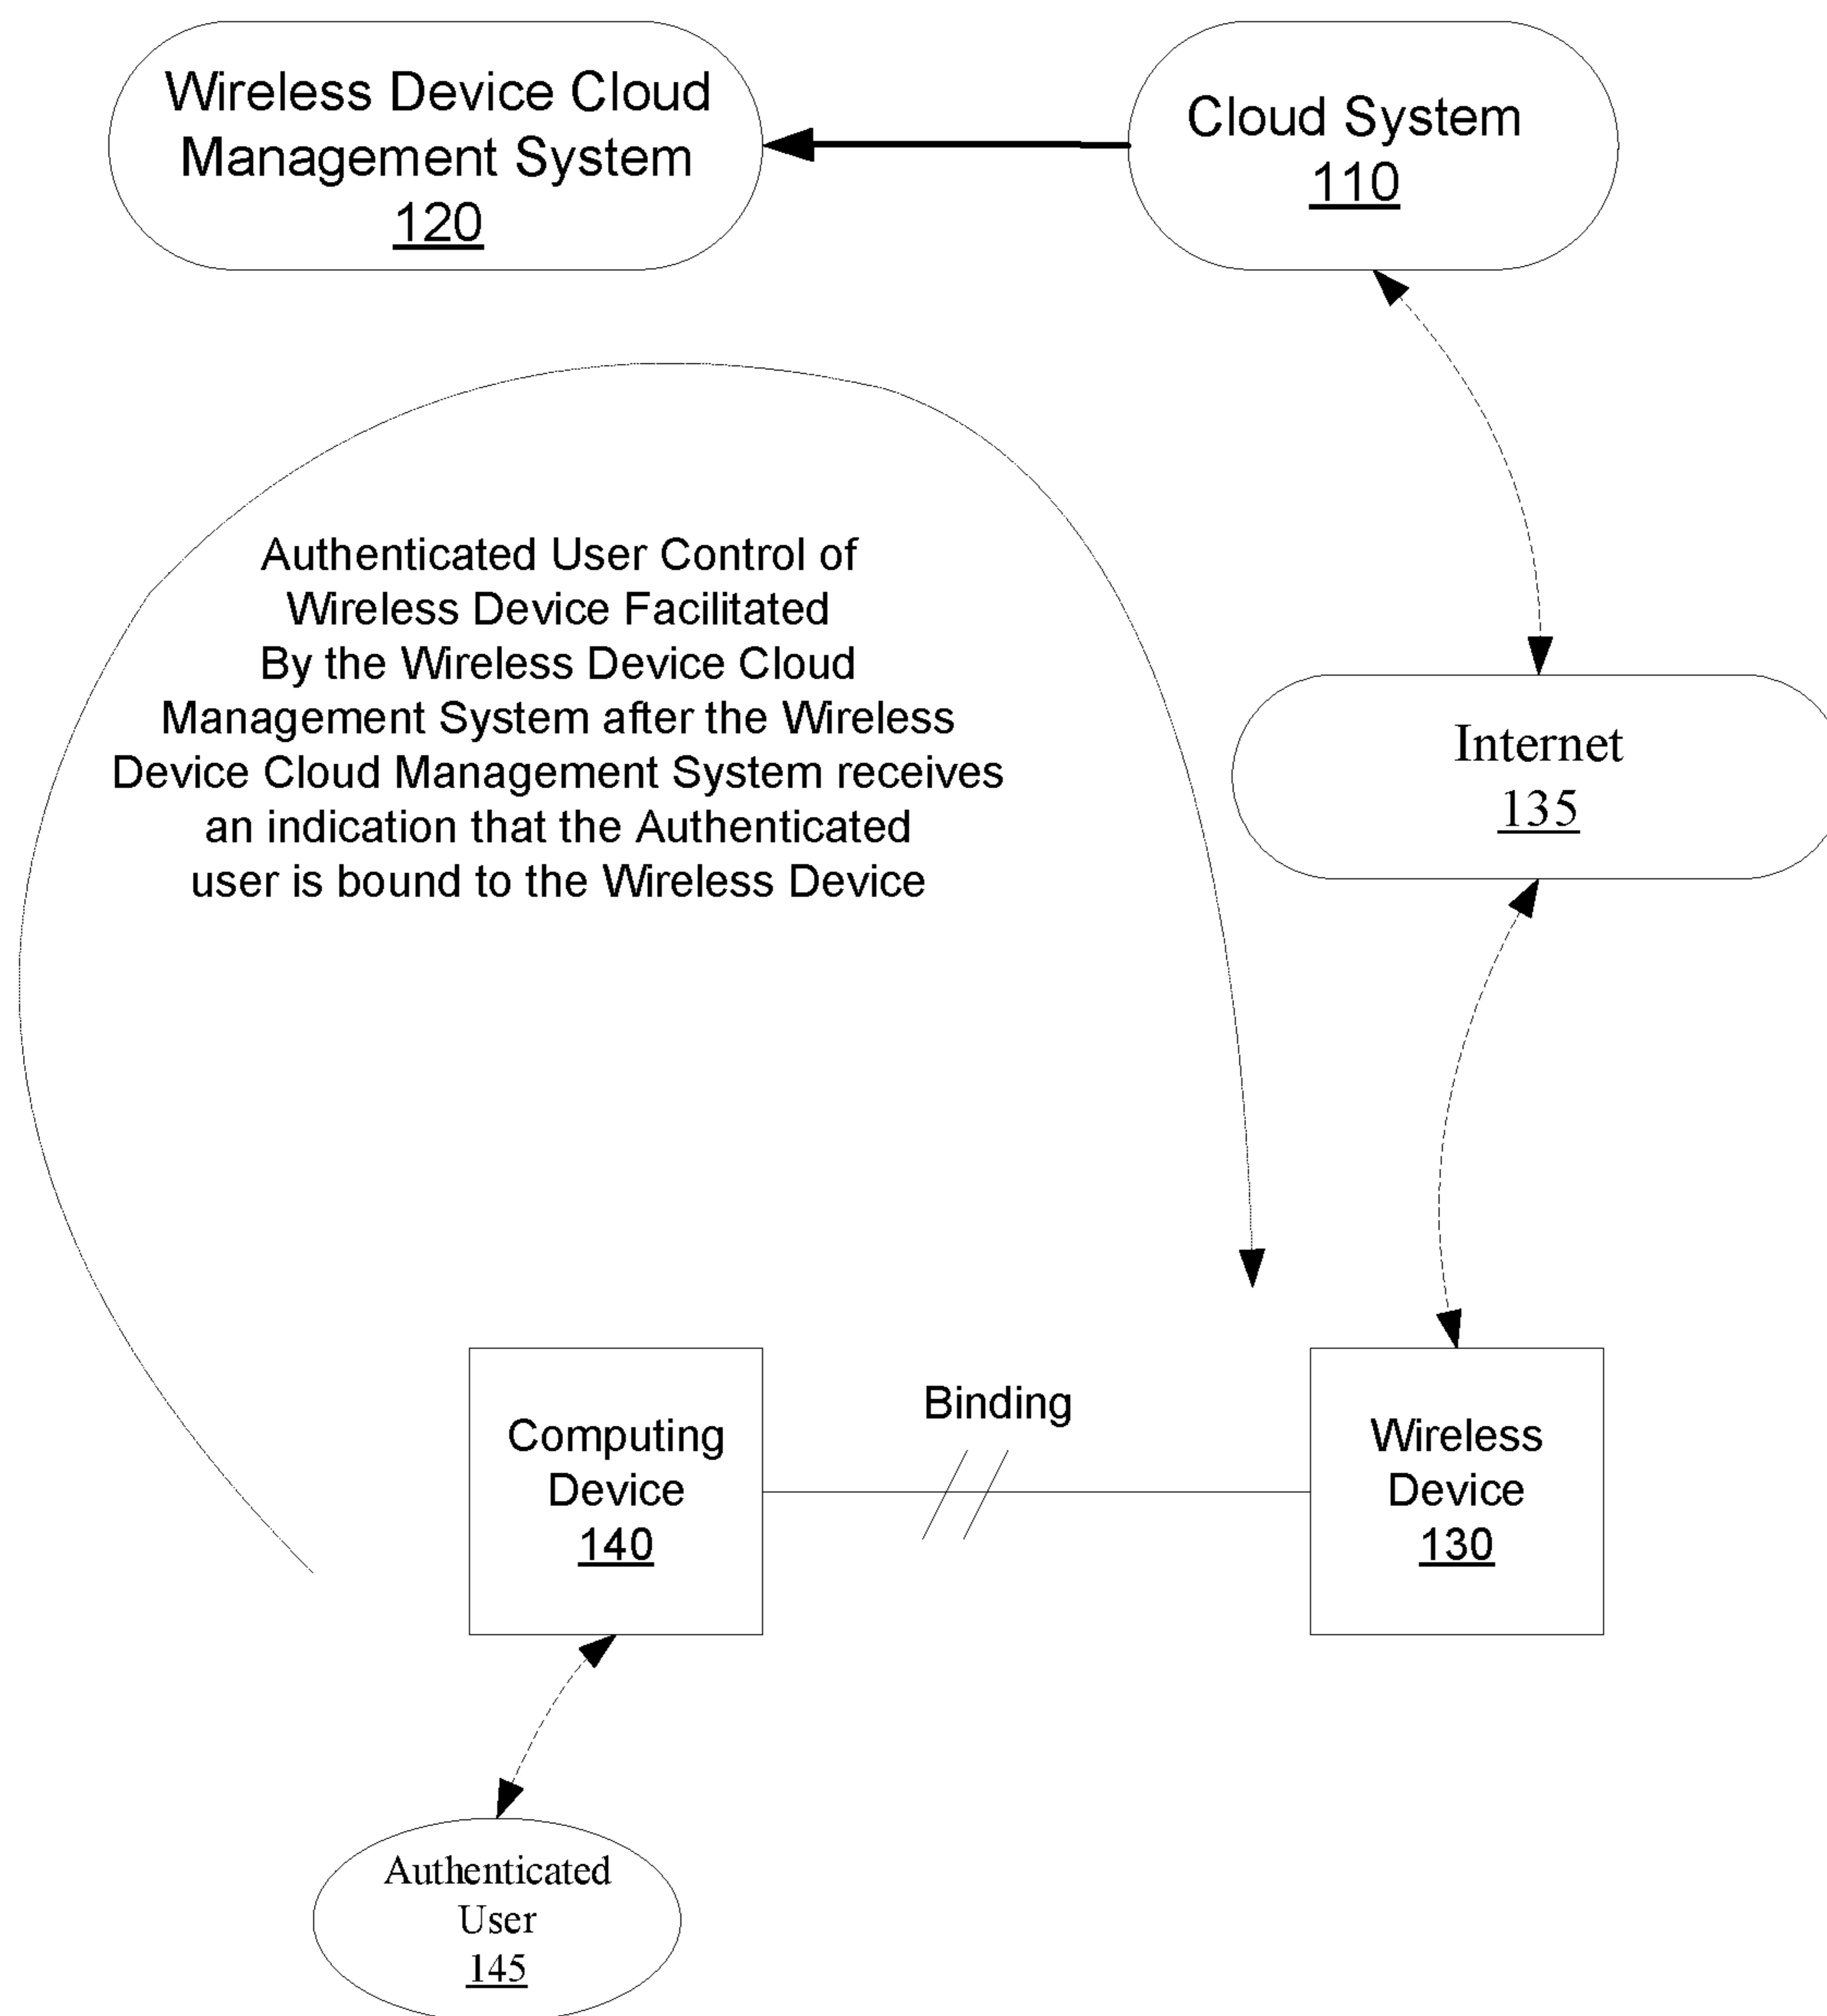 Wireless Device Cloud
Management System
120
Cloud System
110
Authenticated User Control of
Wireless Device Facilitated
By the Wireless Device Cloud
Management System after the Wireless
Device Cloud Management System receives
an indication that the Authenticated
user is bound to the Wireless Device
Internet
135
Binding
Computing
Device
140
Wireless
Device
130
Authenticated
User
145